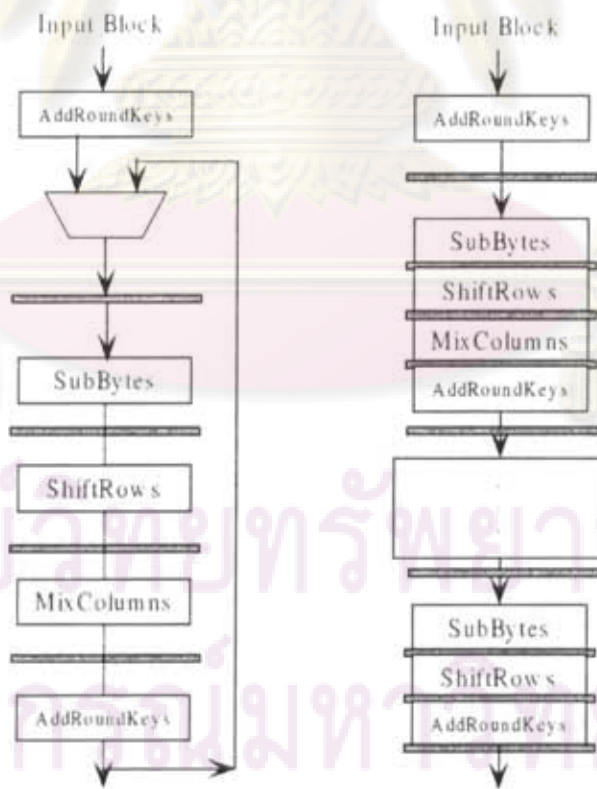 Input Block
AddRoundKeys
SubBytes
ShiftRows
MixColumns
AddRoundKeys
Input Block
AddRoundKeys
SubBytes
ShiftRows
MixColumns
AddRoundKeys
SubBytes
ShiftRows
AddRoundKeys